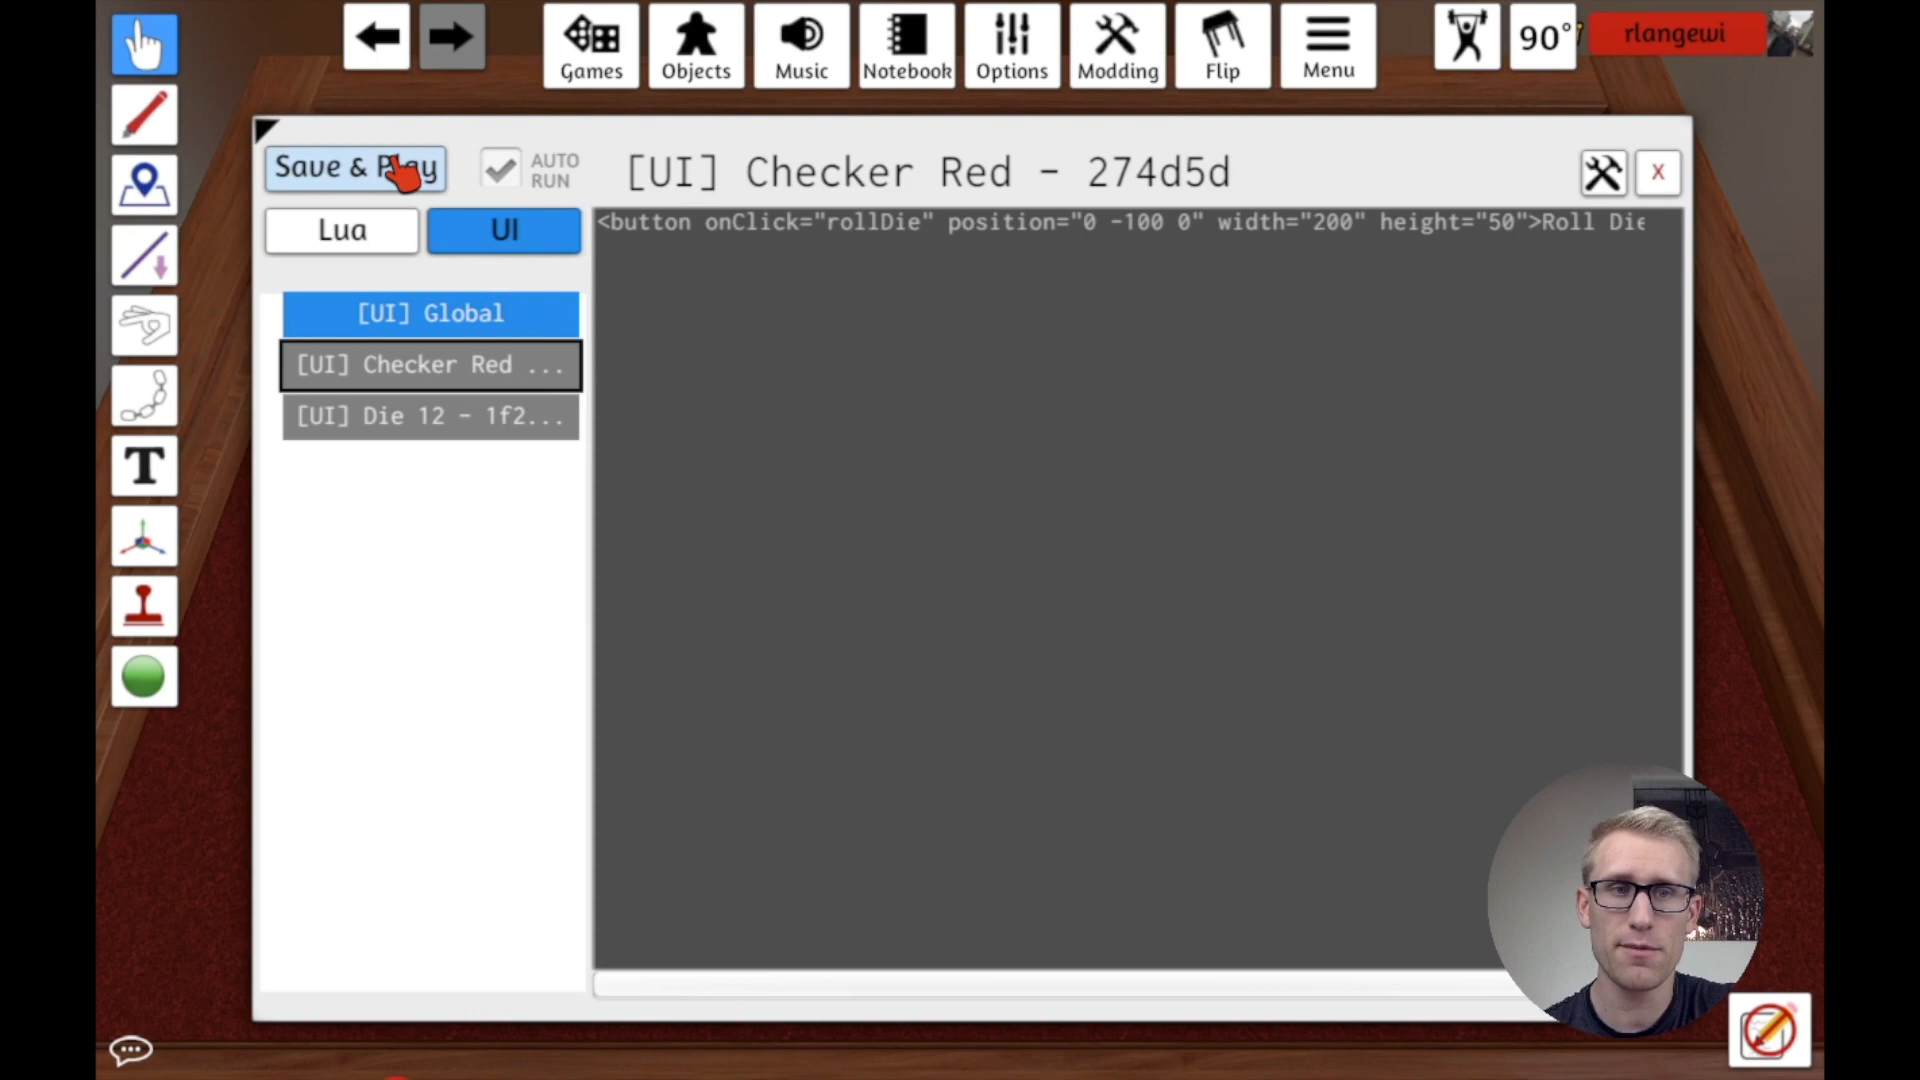 Games
Objects
Music
Notebook
Options
Modding
Flip
Menu
90°
rlangewi
Save & Play
AUTO RUN
[UI] Checker Red - 274d5d
X
Lua
UI
<button onClick="rollDie" position="0 -100 0" width="200" height="50">Roll Die
[UI] Global
[UI] Checker Red ...
[UI] Die 12 - 1f2...
T